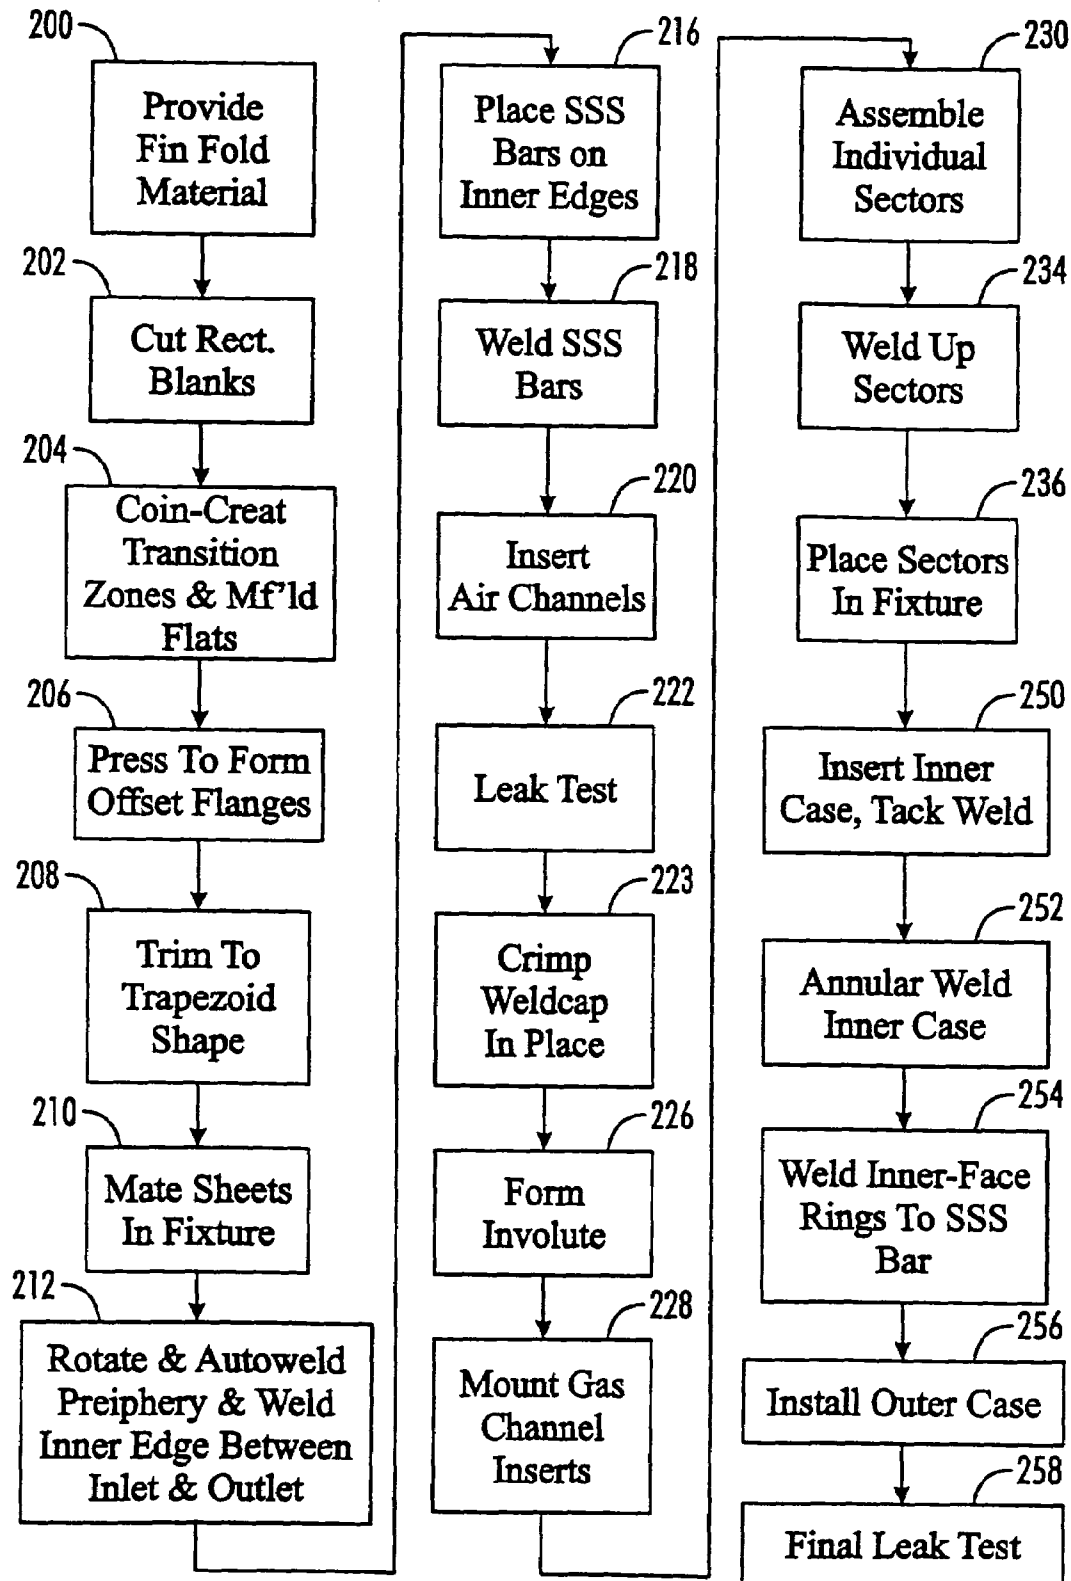 200
Provide
Fin Fold
Material
202
Cut Rect.
Blanks
204
Coin-Creat
Transition
Zones & Mf'ld
Flats
206
Press To Form
Offset Flanges
208
Trim To
Trapezoid
Shape
210
Mate Sheets
In Fixture
212
Rotate & Autoweld
Preiphery & Weld
Inner Edge Between
Inlet & Outlet
216
Place SSS
Bars on
Inner Edges
218
Weld SSS
Bars
220
Insert
Air Channels
222
Leak Test
223
Crimp
Weldcap
In Place
226
Form
Involute
228
Mount Gas
Channel
Inserts
230
Assemble
Individual
Sectors
234
Weld Up
Sectors
236
Place Sectors
In Fixture
250
Insert Inner
Case, Tack Weld
252
Annular Weld
Inner Case
254
Weld Inner-Face
Rings To SSS
Bar
256
Install Outer Case
258
Final Leak Test